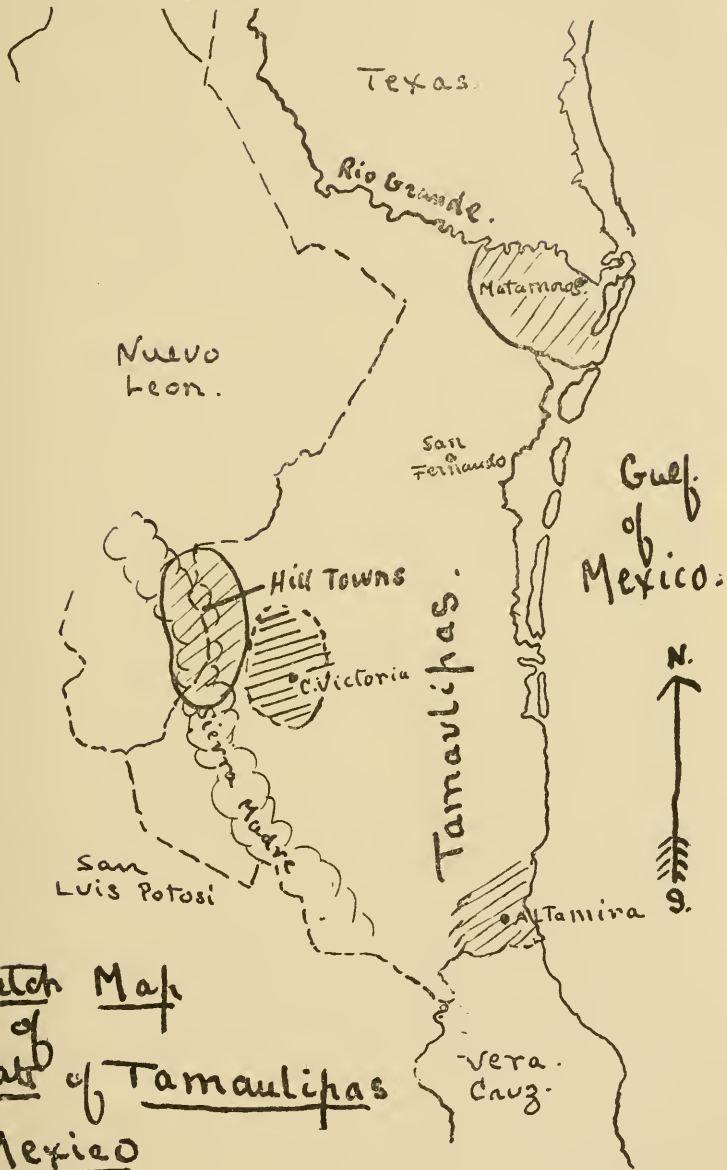 Texas.
Rio Grande.
Matamoros.
Nuevo
Leon.
San
Fernando
Gulf
of
Mexico.
Hill Towns
C. Victoria
Tamaulipas.
N.
Sierra
Madre
San
Luis Potosi
S.
Altamira
Map
of
of Tamaulipas
Mexico
Vera
Cruz.